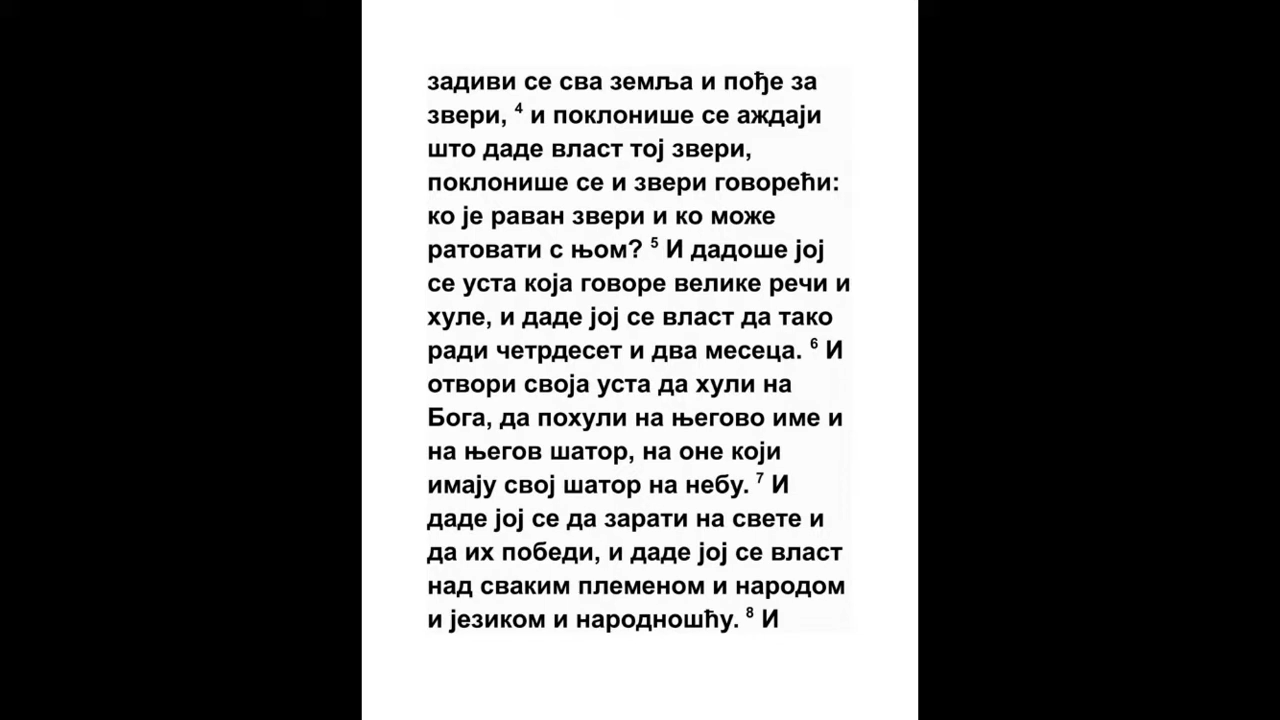 задиви се сва земља и пође за
звери, ⁴ и поклонише се аждаји
што даде власт тој звери,
поклонише се и звери говорећи:
ко је раван звери и ко може
ратовати с њом? ⁵ И дадоше јој
се уста која говоре велике речи и
хуле, и даде јој се власт да тако
ради четрдесет и два месеца. ⁶ И
отвори своја уста да хули на
Бога, да похули на његово име и
на његов шатор, на оне који
имају свој шатор на небу. ⁷ И
даде јој се да зарати на свете и
да их победи, и даде јој се власт
над сваким племеном и народом
и језиком и народношћу. ⁸ И